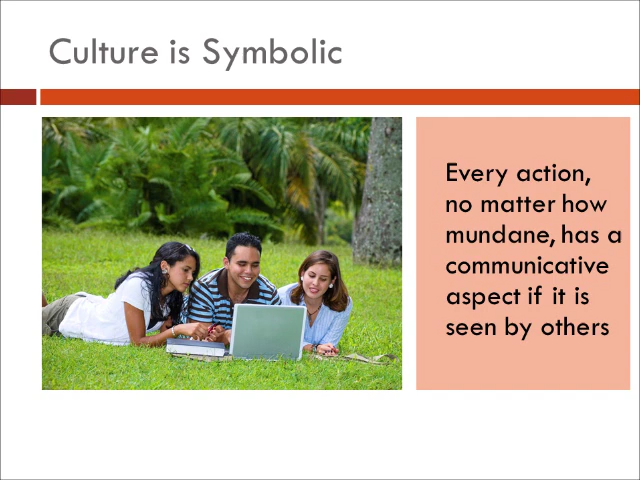 Culture is Symbolic
Every action,
no matter how
mundane, has a
communicative
aspect if it is
seen by others